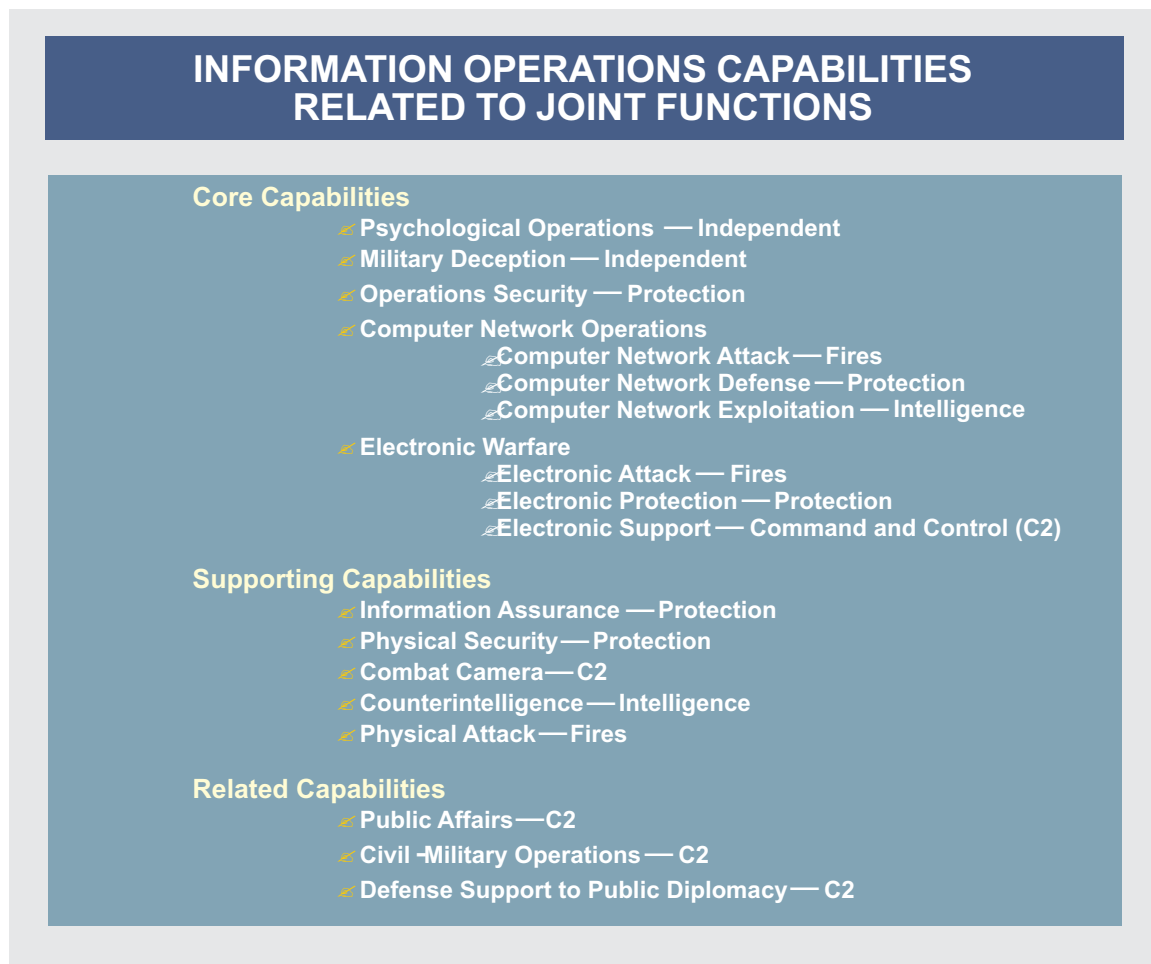 INFORMATION OPERATIONS CAPABILITIES
RELATED TO JOINT FUNCTIONS
Core Capabilities
Psychological Operations — Independent
Military Deception — Independent
Operations Security — Protection
Computer Network Operations
Computer Network Attack — Fires
Computer Network Defense — Protection
Computer Network Exploitation — Intelligence
Electronic Warfare
Electronic Attack — Fires
Electronic Protection — Protection
Electronic Support — Command and Control (C2)
Supporting Capabilities
Information Assurance — Protection
Physical Security — Protection
Combat Camera — C2
Counterintelligence — Intelligence
Physical Attack — Fires
Related Capabilities
Public Affairs — C2
Civil -Military Operations — C2
Defense Support to Public Diplomacy — C2